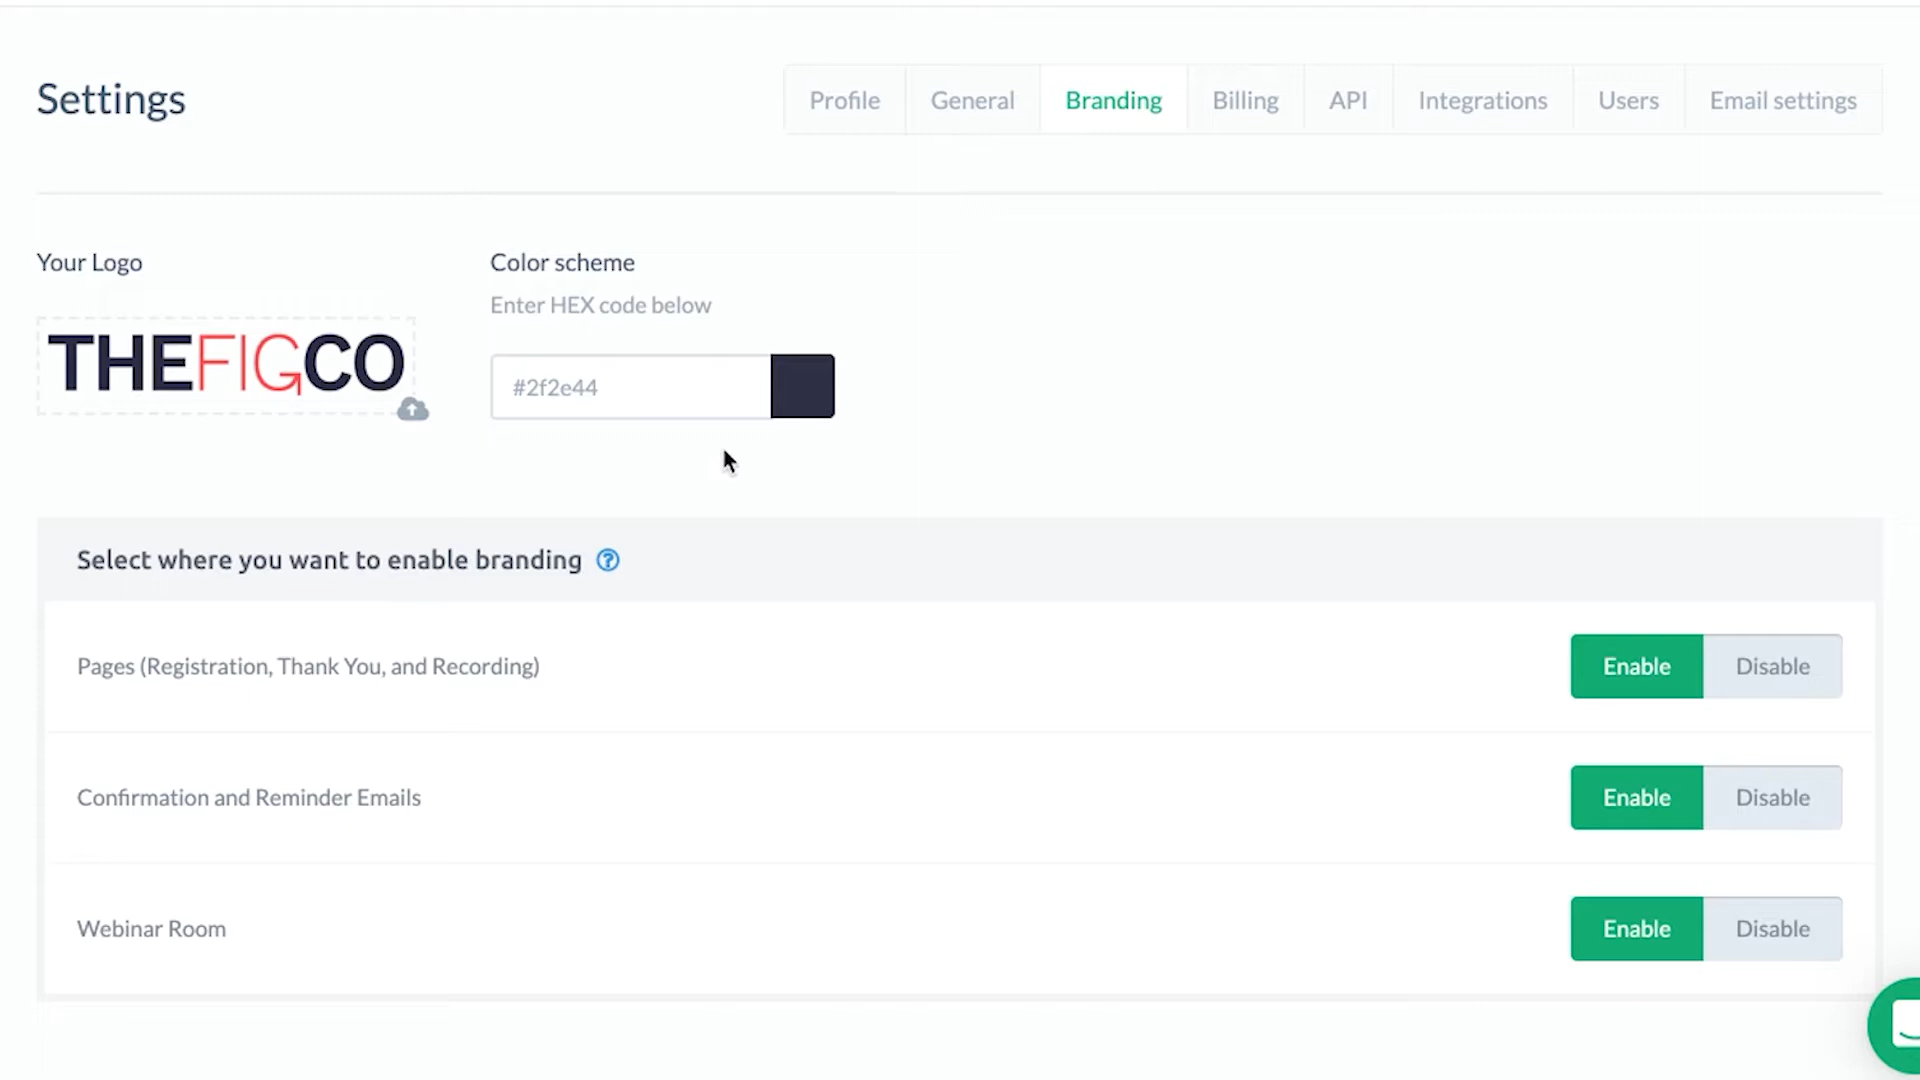 Settings
Profile
General
Branding
Billing
API
Integrations
Users
Email settings
Your Logo
THEFIGCO
Color scheme
Enter HEX code below
#2f2e44
Select where you want to enable branding ?
Pages (Registration, Thank You, and Recording)
Enable
Disable
Confirmation and Reminder Emails
Enable
Disable
Webinar Room
Enable
Disable